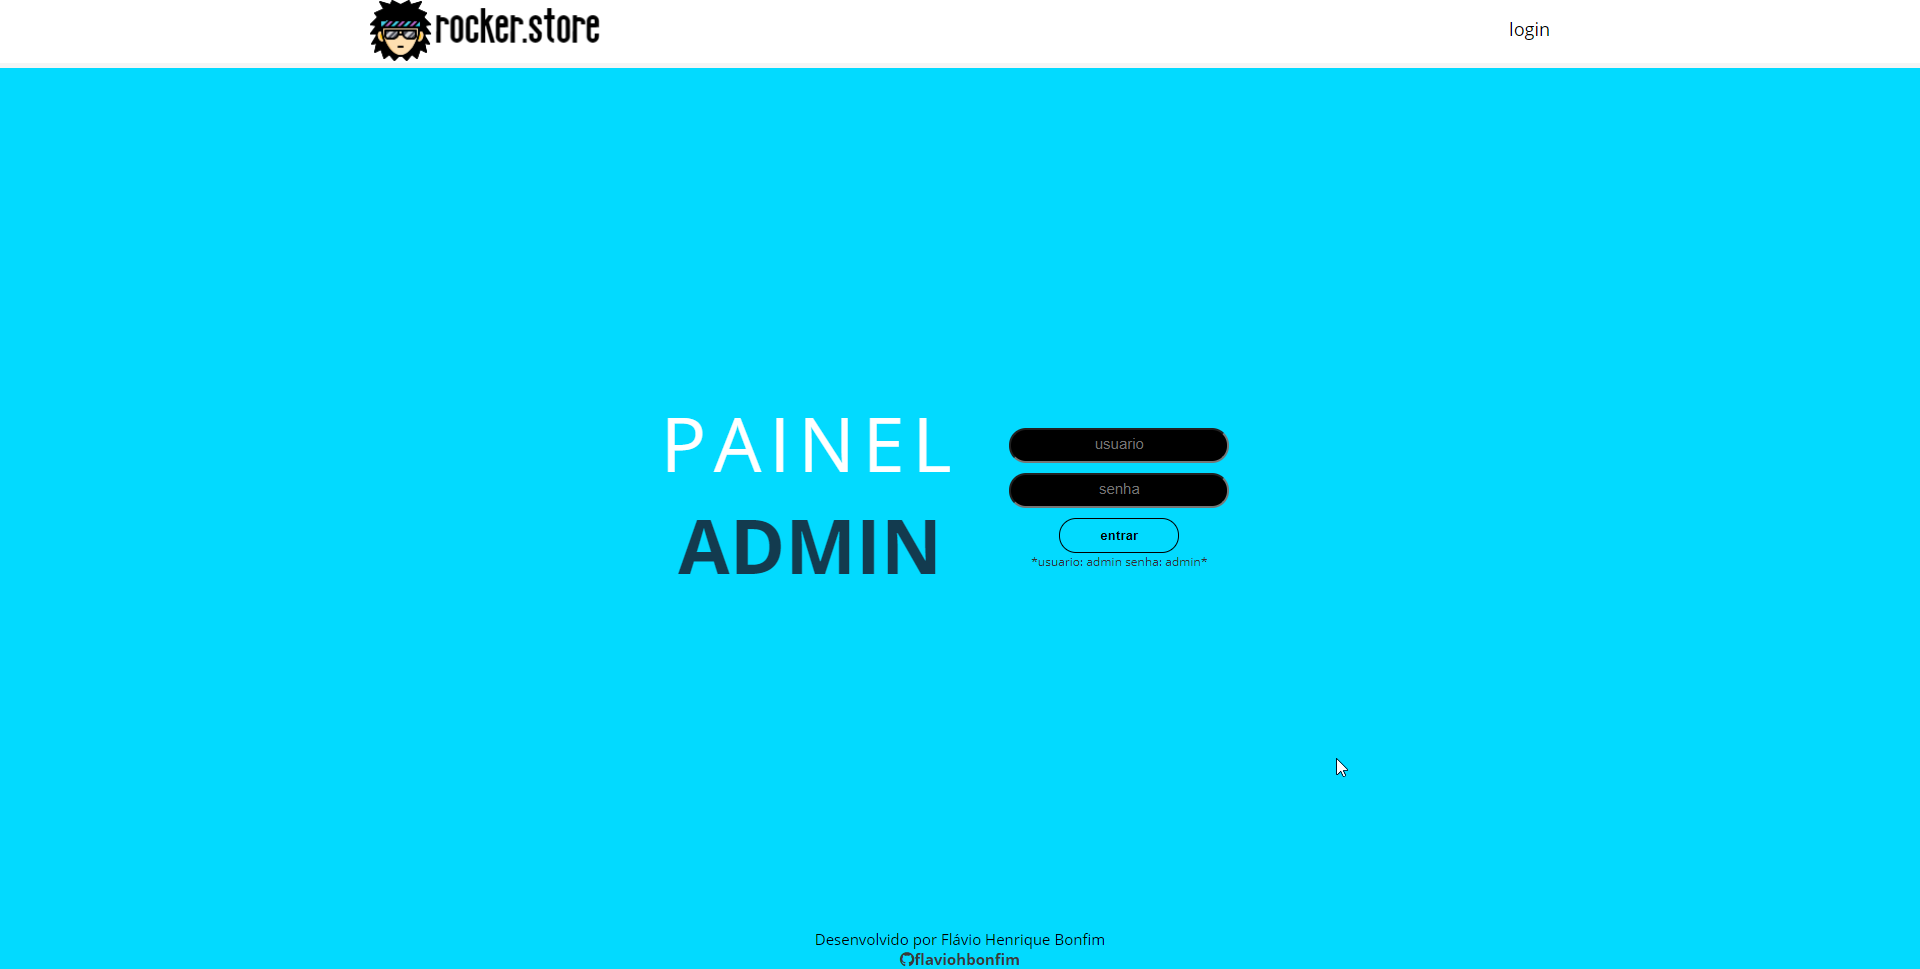 rocker.store
login
PAINEL
ADMIN
usuario
senha
entrar
*usuario: admin senha: admin*
Desenvolvido por Flávio Henrique Bonfim
flaviohbonfim